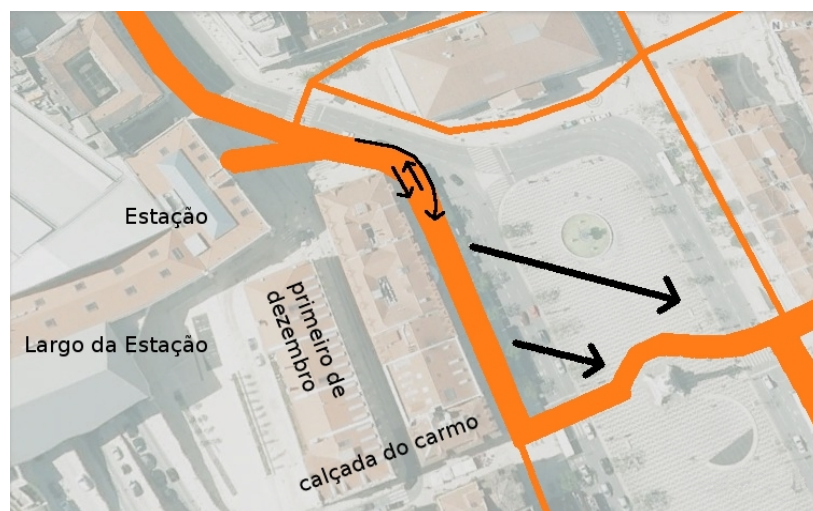 N
Estação
primeiro de
dezembro
Largo da Estação
calçada do carmo